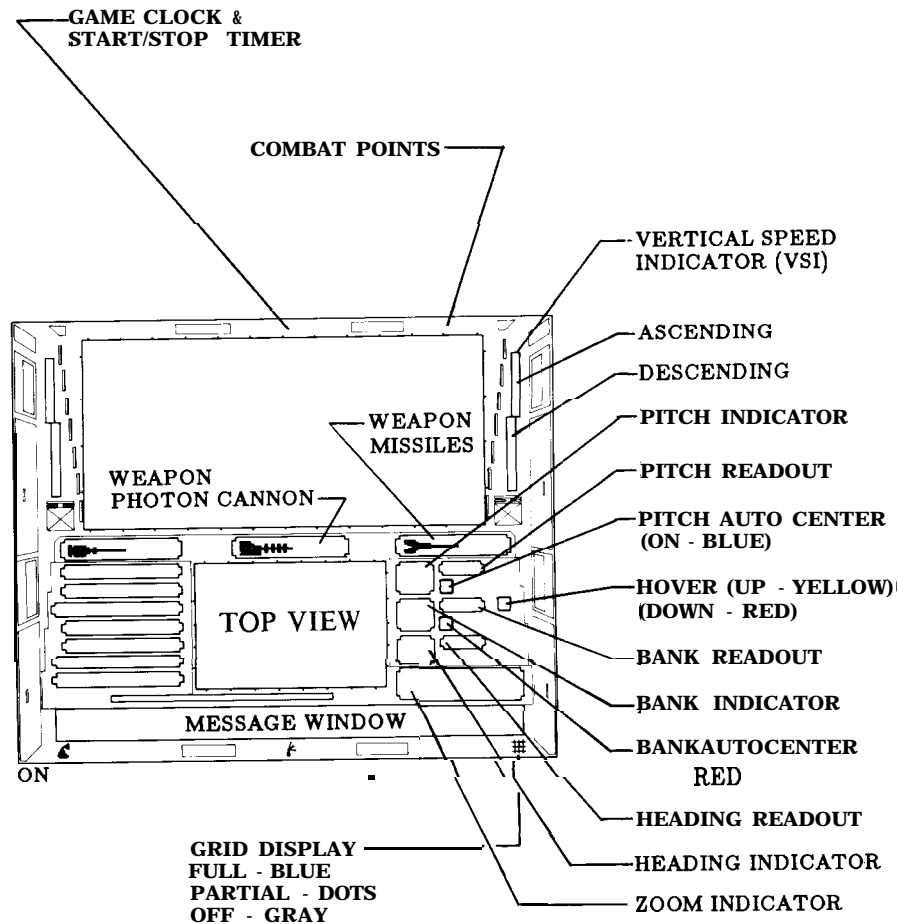 GAME CLOCK &
START/STOP TIMER
COMBAT POINTS
VERTICAL SPEED
INDICATOR (VSI)
ASCENDING
DESCENDING
PITCH INDICATOR
WEAPON
MISSILES
PITCH READOUT
WEAPON
PHOTON CANNON
PITCH AUTO CENTER
(ON - BLUE)
HOVER (UP - YELLOW)
(DOWN - RED)
TOP VIEW
BANK READOUT
BANK INDICATOR
MESSAGE WINDOW
BANKAUTOCENTER
RED
ON
HEADING READOUT
GRID DISPLAY
FULL - BLUE
PARTIAL - DOTS
OFF - GRAY
HEADING INDICATOR
ZOOM INDICATOR